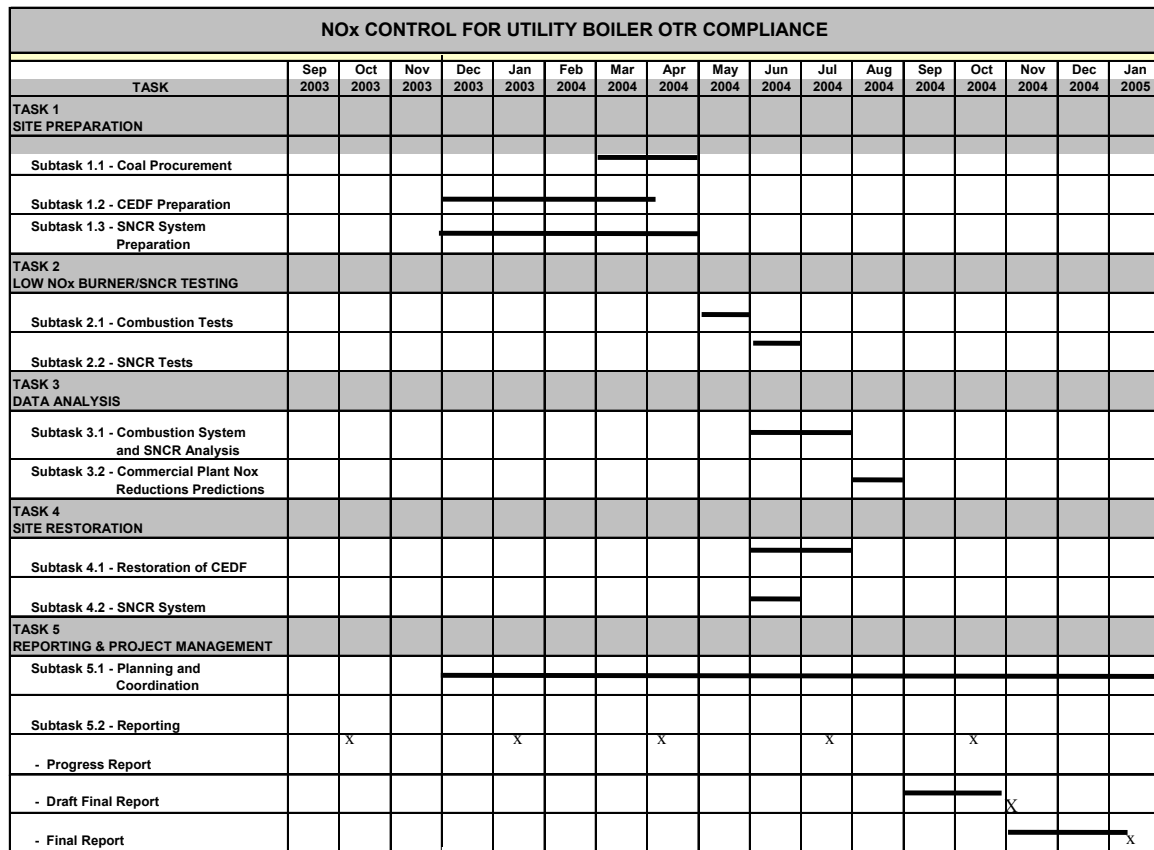 NOx CONTROL FOR UTILITY BOILER OTR COMPLIANCE
Sep Oct Nov Dec Jan Feb Mar Apr May Jun Jul Aug Sep Oct Nov Dec Jan
TASK 2003 2003 2003 2003 2003 2004 2004 2004 2004 2004 2004 2004 2004 2004 2004 2004 2005
TASK 1
SITE PREPARATION
Subtask 1.1 - Coal Procurement
Subtask 1.2 - CEDF Preparation
Subtask 1.3 - SNCR System
Preparation
TASK 2
LOW NOx BURNER/SNCR TESTING
Subtask 2.1 - Combustion Tests
Subtask 2.2 - SNCR Tests
TASK 3
DATA ANALYSIS
Subtask 3.1 - Combustion System
and SNCR Analysis
Subtask 3.2 - Commercial Plant Nox
Reductions Predictions
TASK 4
SITE RESTORATION
Subtask 4.1 - Restoration of CEDF
Subtask 4.2 - SNCR System
TASK 5
REPORTING & PROJECT MANAGEMENT
Subtask 5.1 - Planning and
Coordination
Subtask 5.2 - Reporting
x x x x x
- Progress Report
- Draft Final Report
X
- Final Report
x